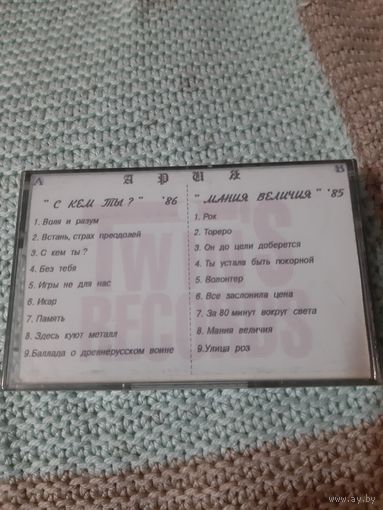 А АРИЯ В
" С КЕМ ТЫ ? " '86
1. Воля и разум
2. Встань, страх преодолей
3. С кем ты ?
4. Без тебя
5. Игры не для нас
6. Икар
7. Память
8. Здесь куют металл
9. Баллада о древнерусском воине
" МАНИЯ ВЕЛИЧИЯ " '85
1. Рок
2. Тореро
3. Он до цели доберется
4. Ты устала быть покорной
5. Волонтер
6. Все заслонила цена
7. За 80 минут вокруг света
8. Мания величия
9. Улица роз
RECORDS
www.ay.by